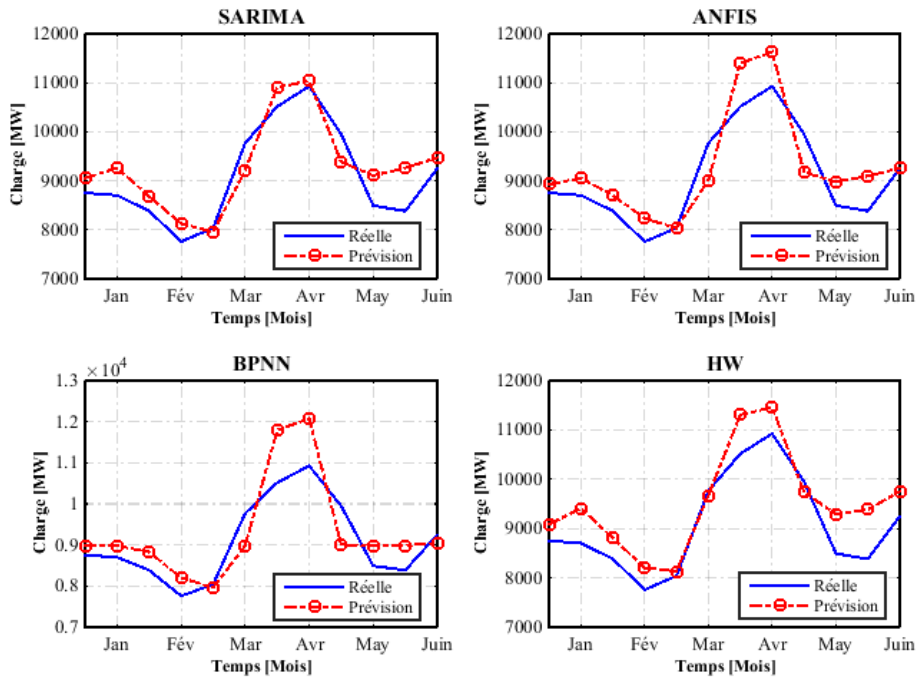 SARIMA
12000
11000
10000
9000
8000
7000
Charge [MW]
Réelle
Prévision
Jan Fév Mar Avr May Juin
Temps [Mois]
ANFIS
12000
11000
10000
9000
8000
7000
Charge [MW]
Réelle
Prévision
Jan Fév Mar Avr May Juin
Temps [Mois]
BPNN
×10⁴
1.3
1.2
1.1
1
0.9
0.8
0.7
Charge [MW]
Réelle
Prévision
Jan Fév Mar Avr May Juin
Temps [Mois]
HW
12000
11000
10000
9000
8000
7000
Charge [MW]
Réelle
Prévision
Jan Fév Mar Avr May Juin
Temps [Mois]